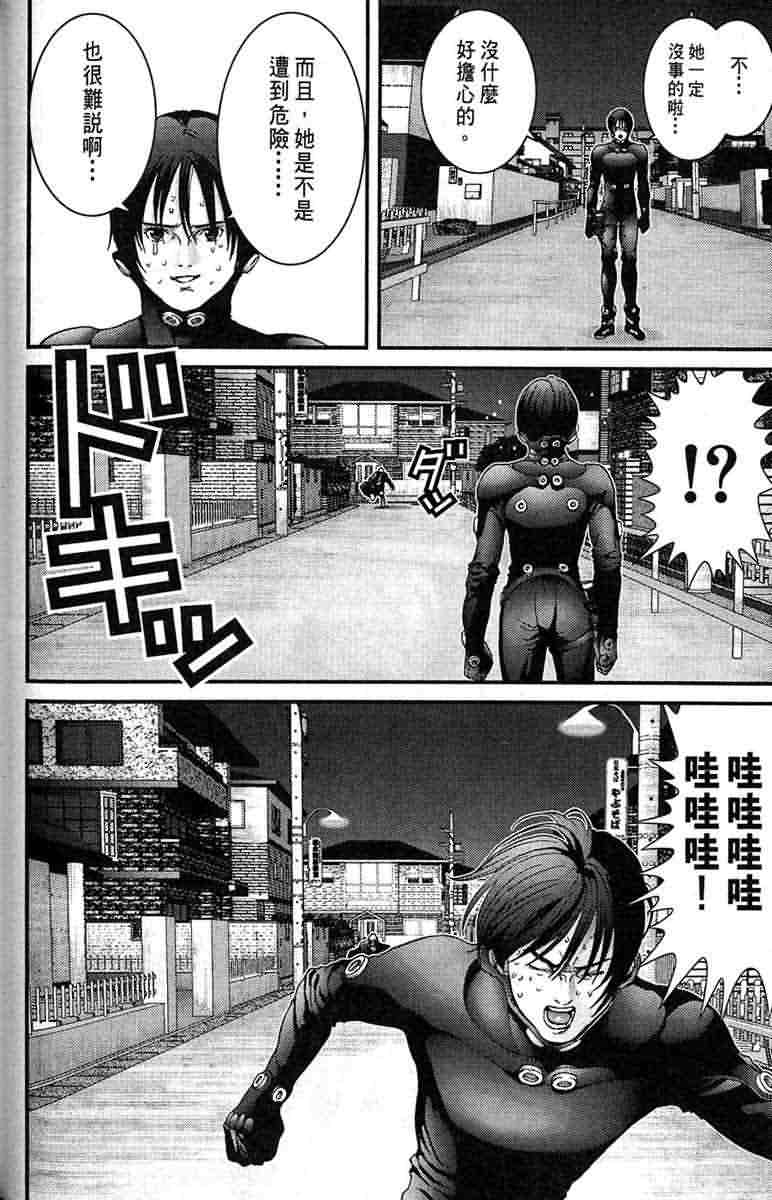 不…
她一定
沒事的啦…
沒什麼
好擔心的。
而且，她是不是
遭到危險……
也很難説啊…
!?
ダッ
ドキン
哇哇哇哇
哇哇哇！